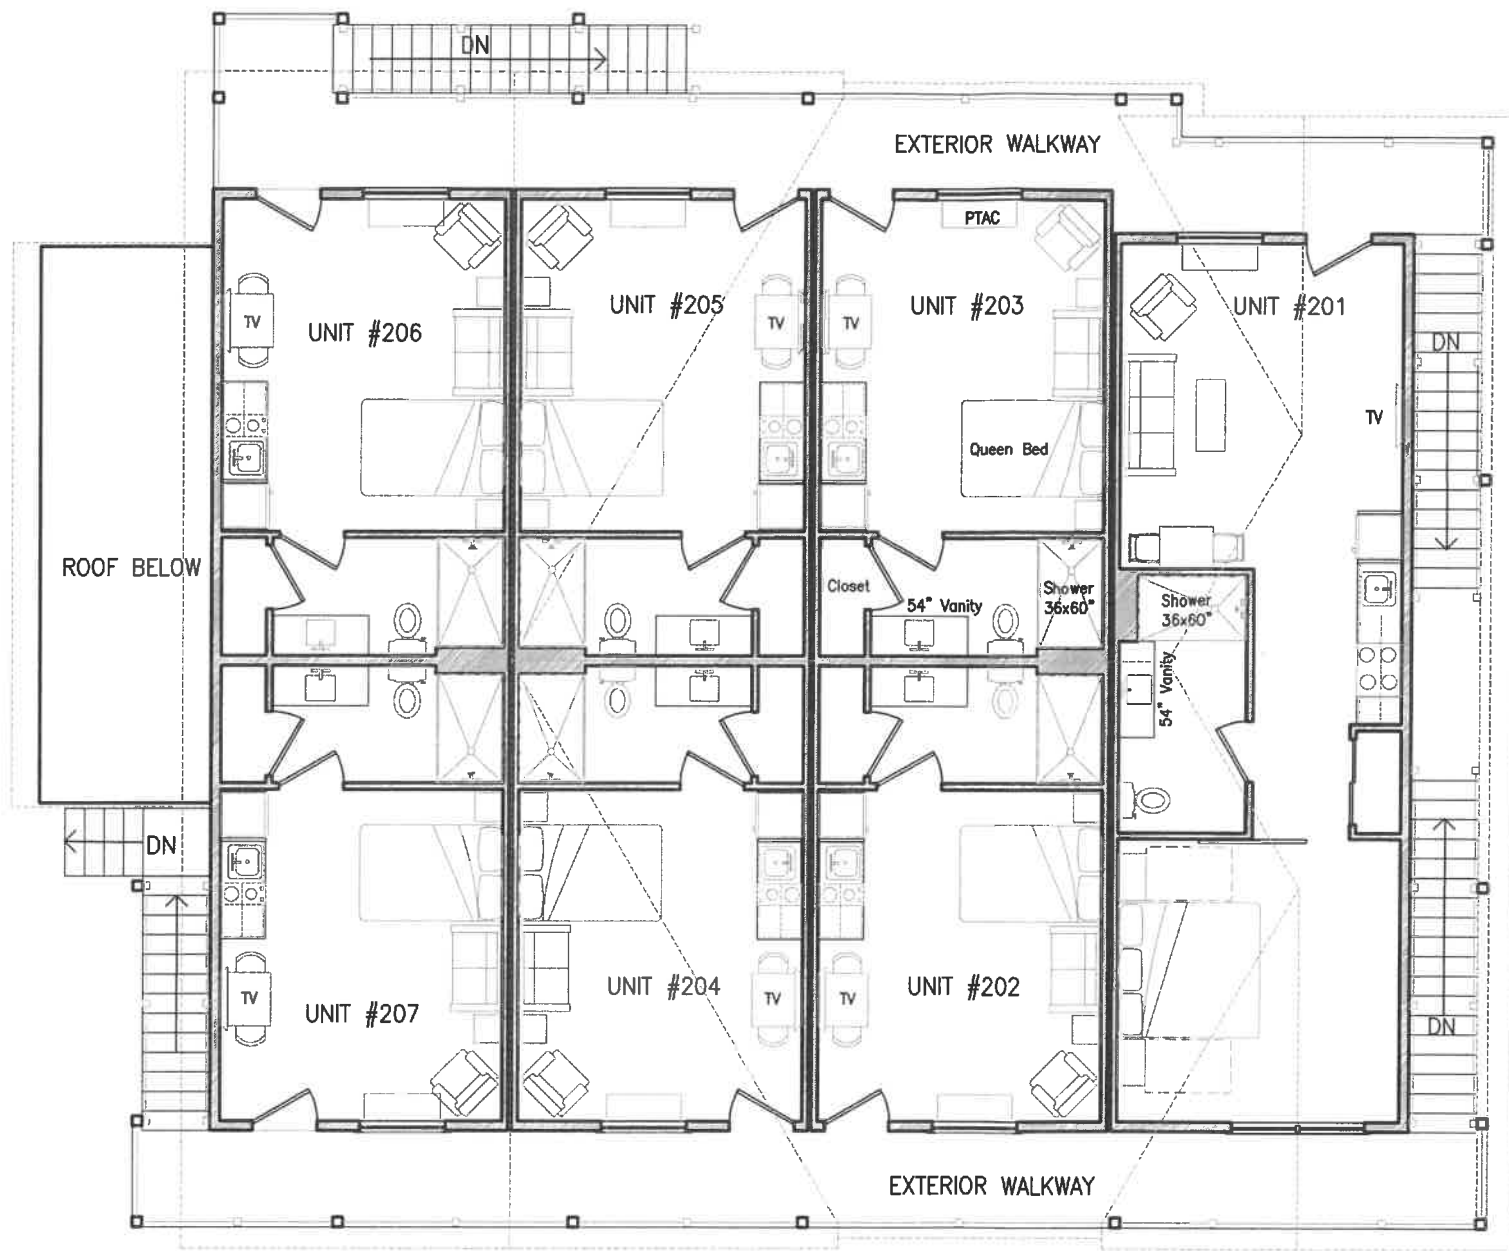 DN
EXTERIOR WALKWAY
PTAC
UNIT #206
TV
UNIT #205
TV
TV
UNIT #203
UNIT #201
DN
TV
Queen Bed
ROOF BELOW
Closet
54" Vanity
Shower
36x60"
Shower
36x60"
54" Vanity
DN
UNIT #207
TV
UNIT #204
TV
TV
UNIT #202
DN
EXTERIOR WALKWAY